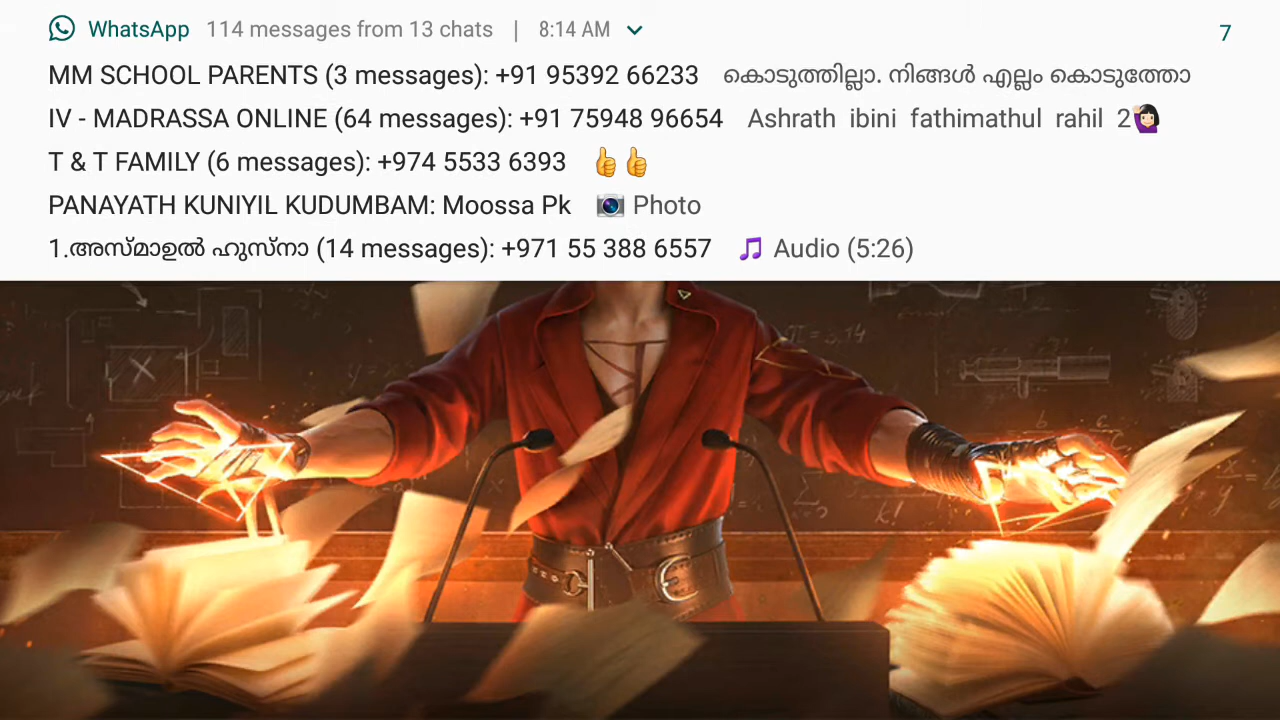 WhatsApp 114 messages from 13 chats | 8:14 AM 7
MM SCHOOL PARENTS (3 messages): +91 95392 66233 കൊടുത്തില്ലാ. നിങ്ങൾ എല്ലം കൊടുത്തോ
IV - MADRASSA ONLINE (64 messages): +91 75948 96654 Ashrath ibini fathimathul rahil 2🙋🏻‍♀️
T & T FAMILY (6 messages): +974 5533 6393 👍👍
PANAYATH KUNIYIL KUDUMBAM: Moossa Pk 📷 Photo
1.അസ്മാഉൽ ഹുസ്നാ (14 messages): +971 55 388 6557 🎵 Audio (5:26)